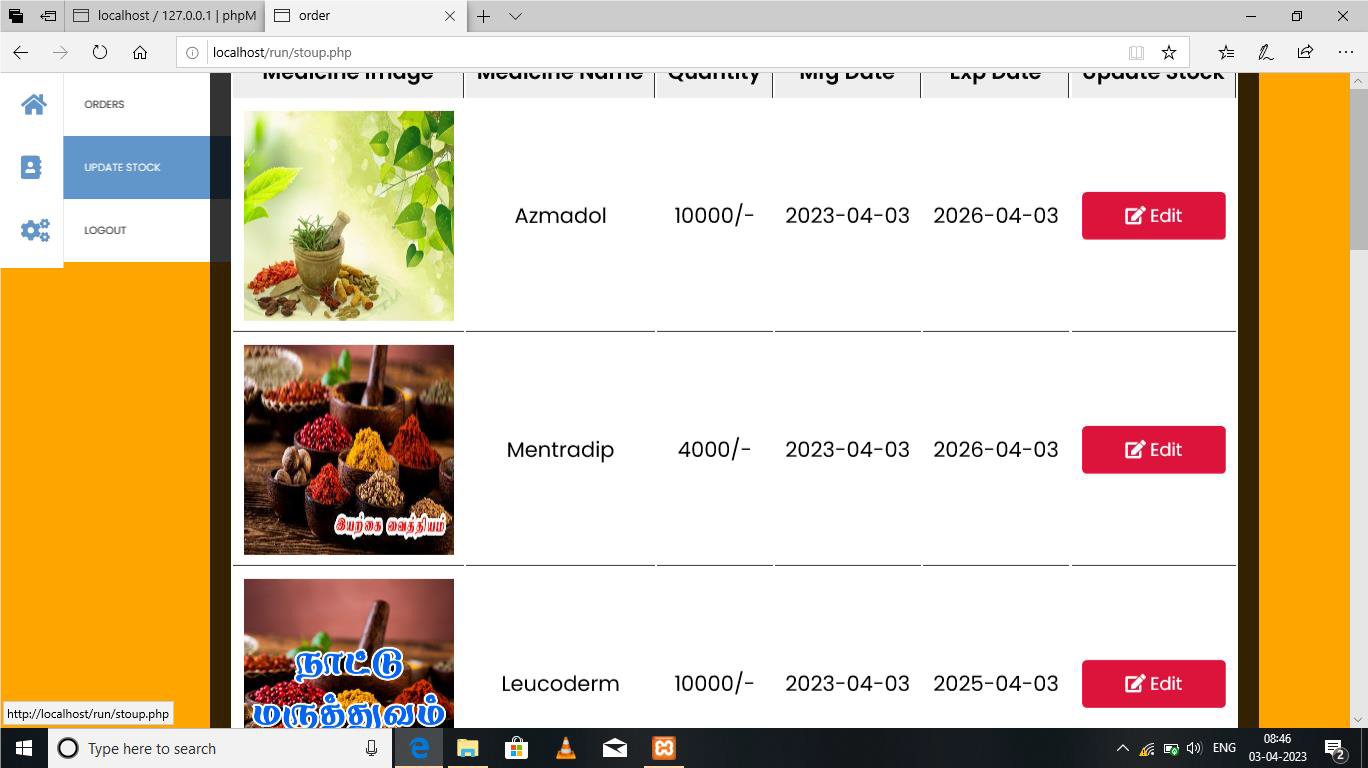 localhost / 127.0.0.1 | phpM
order
localhost/run/stoup.php
Medicine Image Medicine Name Quantity Mfg Date Exp Date Update Stock
ORDERS
UPDATE STOCK
LOGOUT
Azmadol 10000/- 2023-04-03 2026-04-03 Edit
Mentradip 4000/- 2023-04-03 2026-04-03 Edit
இயற்கை வைத்தியம்
Leucoderm 10000/- 2023-04-03 2025-04-03 Edit
நாட்டு
மருத்துவம்
http://localhost/run/stoup.php
Type here to search
ENG
08:46
03-04-2023
2